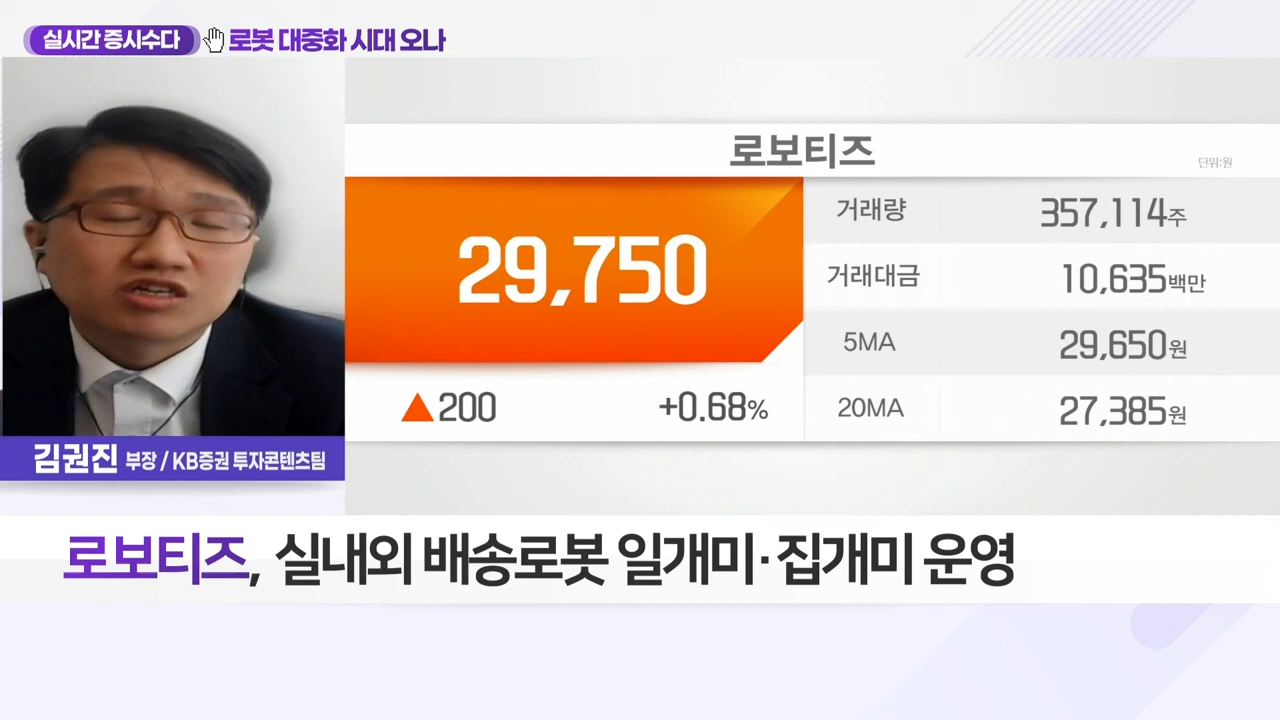 실시간 증시수다 로봇 대중화 시대 오나
로보티즈
단위:원
29,750
▲200 +0.68%
거래량 357,114주
거래대금 10,635백만
5MA 29,650원
20MA 27,385원
김권진 부장 / KB증권 투자콘텐츠팀
로보티즈, 실내외 배송로봇 일개미·집개미 운영